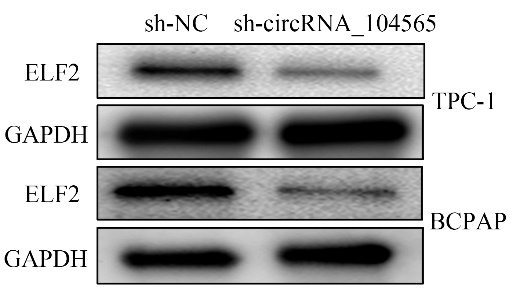 sh-NC sh-circRNA_104565
ELF2
TPC-1
GAPDH
ELF2
BCPAP
GAPDH